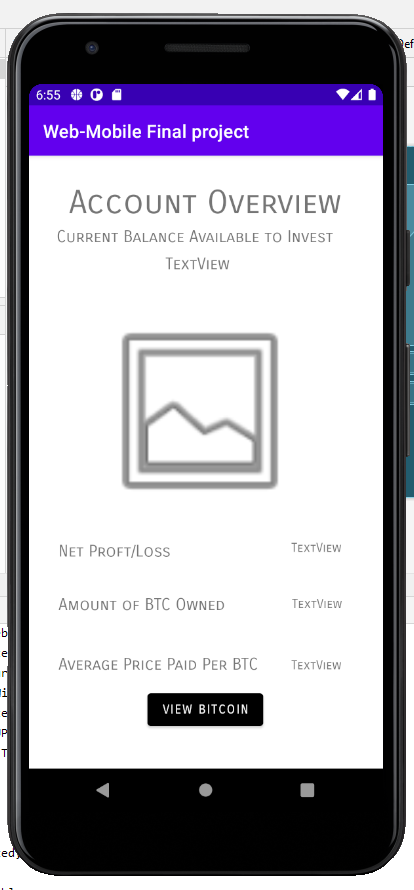 6:55
Web-Mobile Final project
Account Overview
Current Balance Available to Invest
TextView
Net Proft/Loss
TextView
Amount of BTC Owned
TextView
Average Price Paid Per BTC
TextView
VIEW BITCOIN